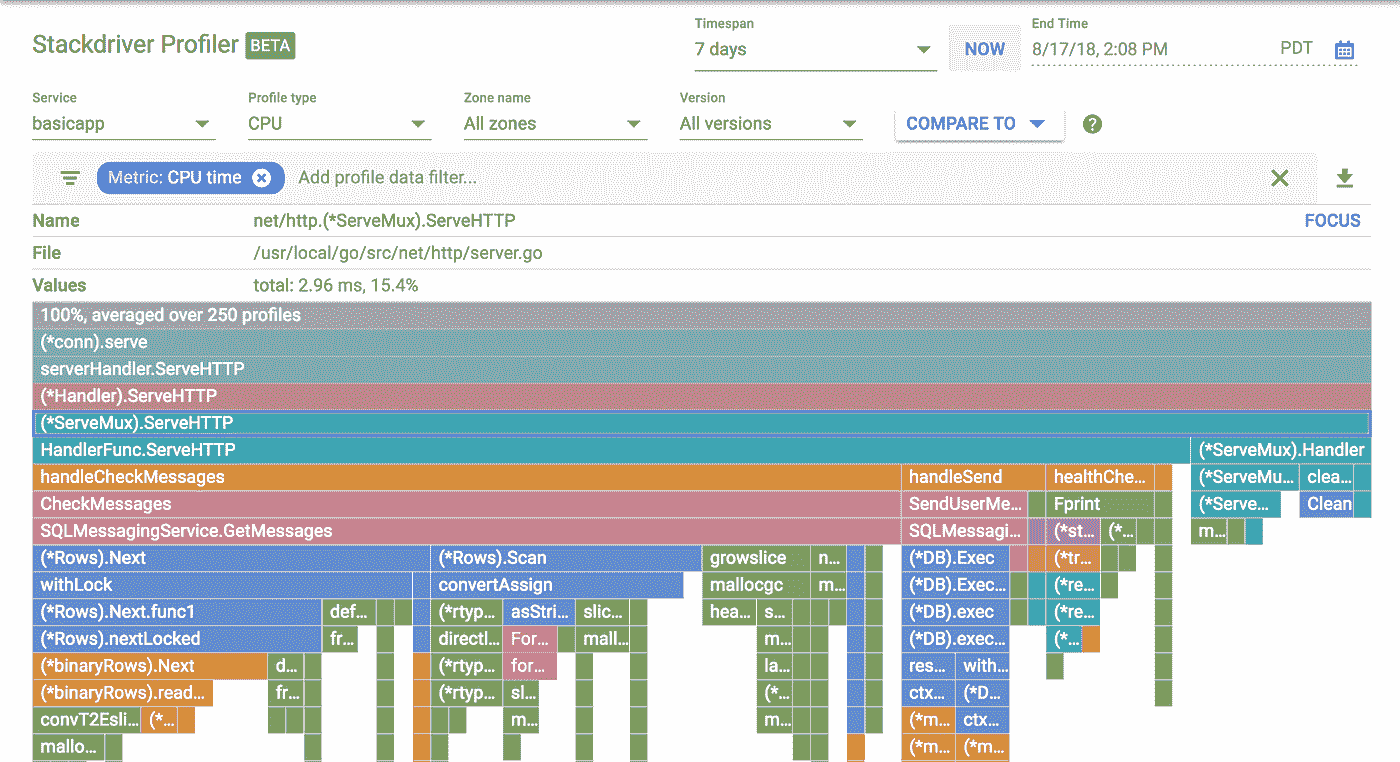 Timespan End Time
Stackdriver Profiler BETA 7 days NOW 8/17/18, 2:08 PM PDT
Service Profile type Zone name Version
basicapp CPU All zones All versions COMPARE TO ?
Metric: CPU time Add profile data filter...
Name net/http.(*ServeMux).ServeHTTP FOCUS
File /usr/local/go/src/net/http/server.go
Values total: 2.96 ms, 15.4%
100%, averaged over 250 profiles
(*conn).serve
serverHandler.ServeHTTP
(*Handler).ServeHTTP
(*ServeMux).ServeHTTP
HandlerFunc.ServeHTTP (*ServeMux).Handler
handleCheckMessages handleSend healthChe... (*ServeMu... clea...
CheckMessages SendUserMe... Fprint (*Serve... Clean
SQLMessagingService.GetMessages SQLMessagi... (*st... (*... m...
(*Rows).Next (*Rows).Scan growslice n... (*DB).Exec (*tr...
withLock convertAssign mallocgc m... (*DB).Exec... (*re...
(*Rows).Next.func1 def... (*rtyp... asStri... slic... hea... s... (*DB).exec (*re...
(*Rows).nextLocked fr... directl... For... mall... m... (*DB).exec... (*...
(*binaryRows).Next d... (*rtyp... for... la... res... with...
(*binaryRows).read... fr... (*rtyp... sl... (*... ctx... (*D...
convT2Esli... (*... m... m... (*m... ctx...
mallo... (*m... (*m...